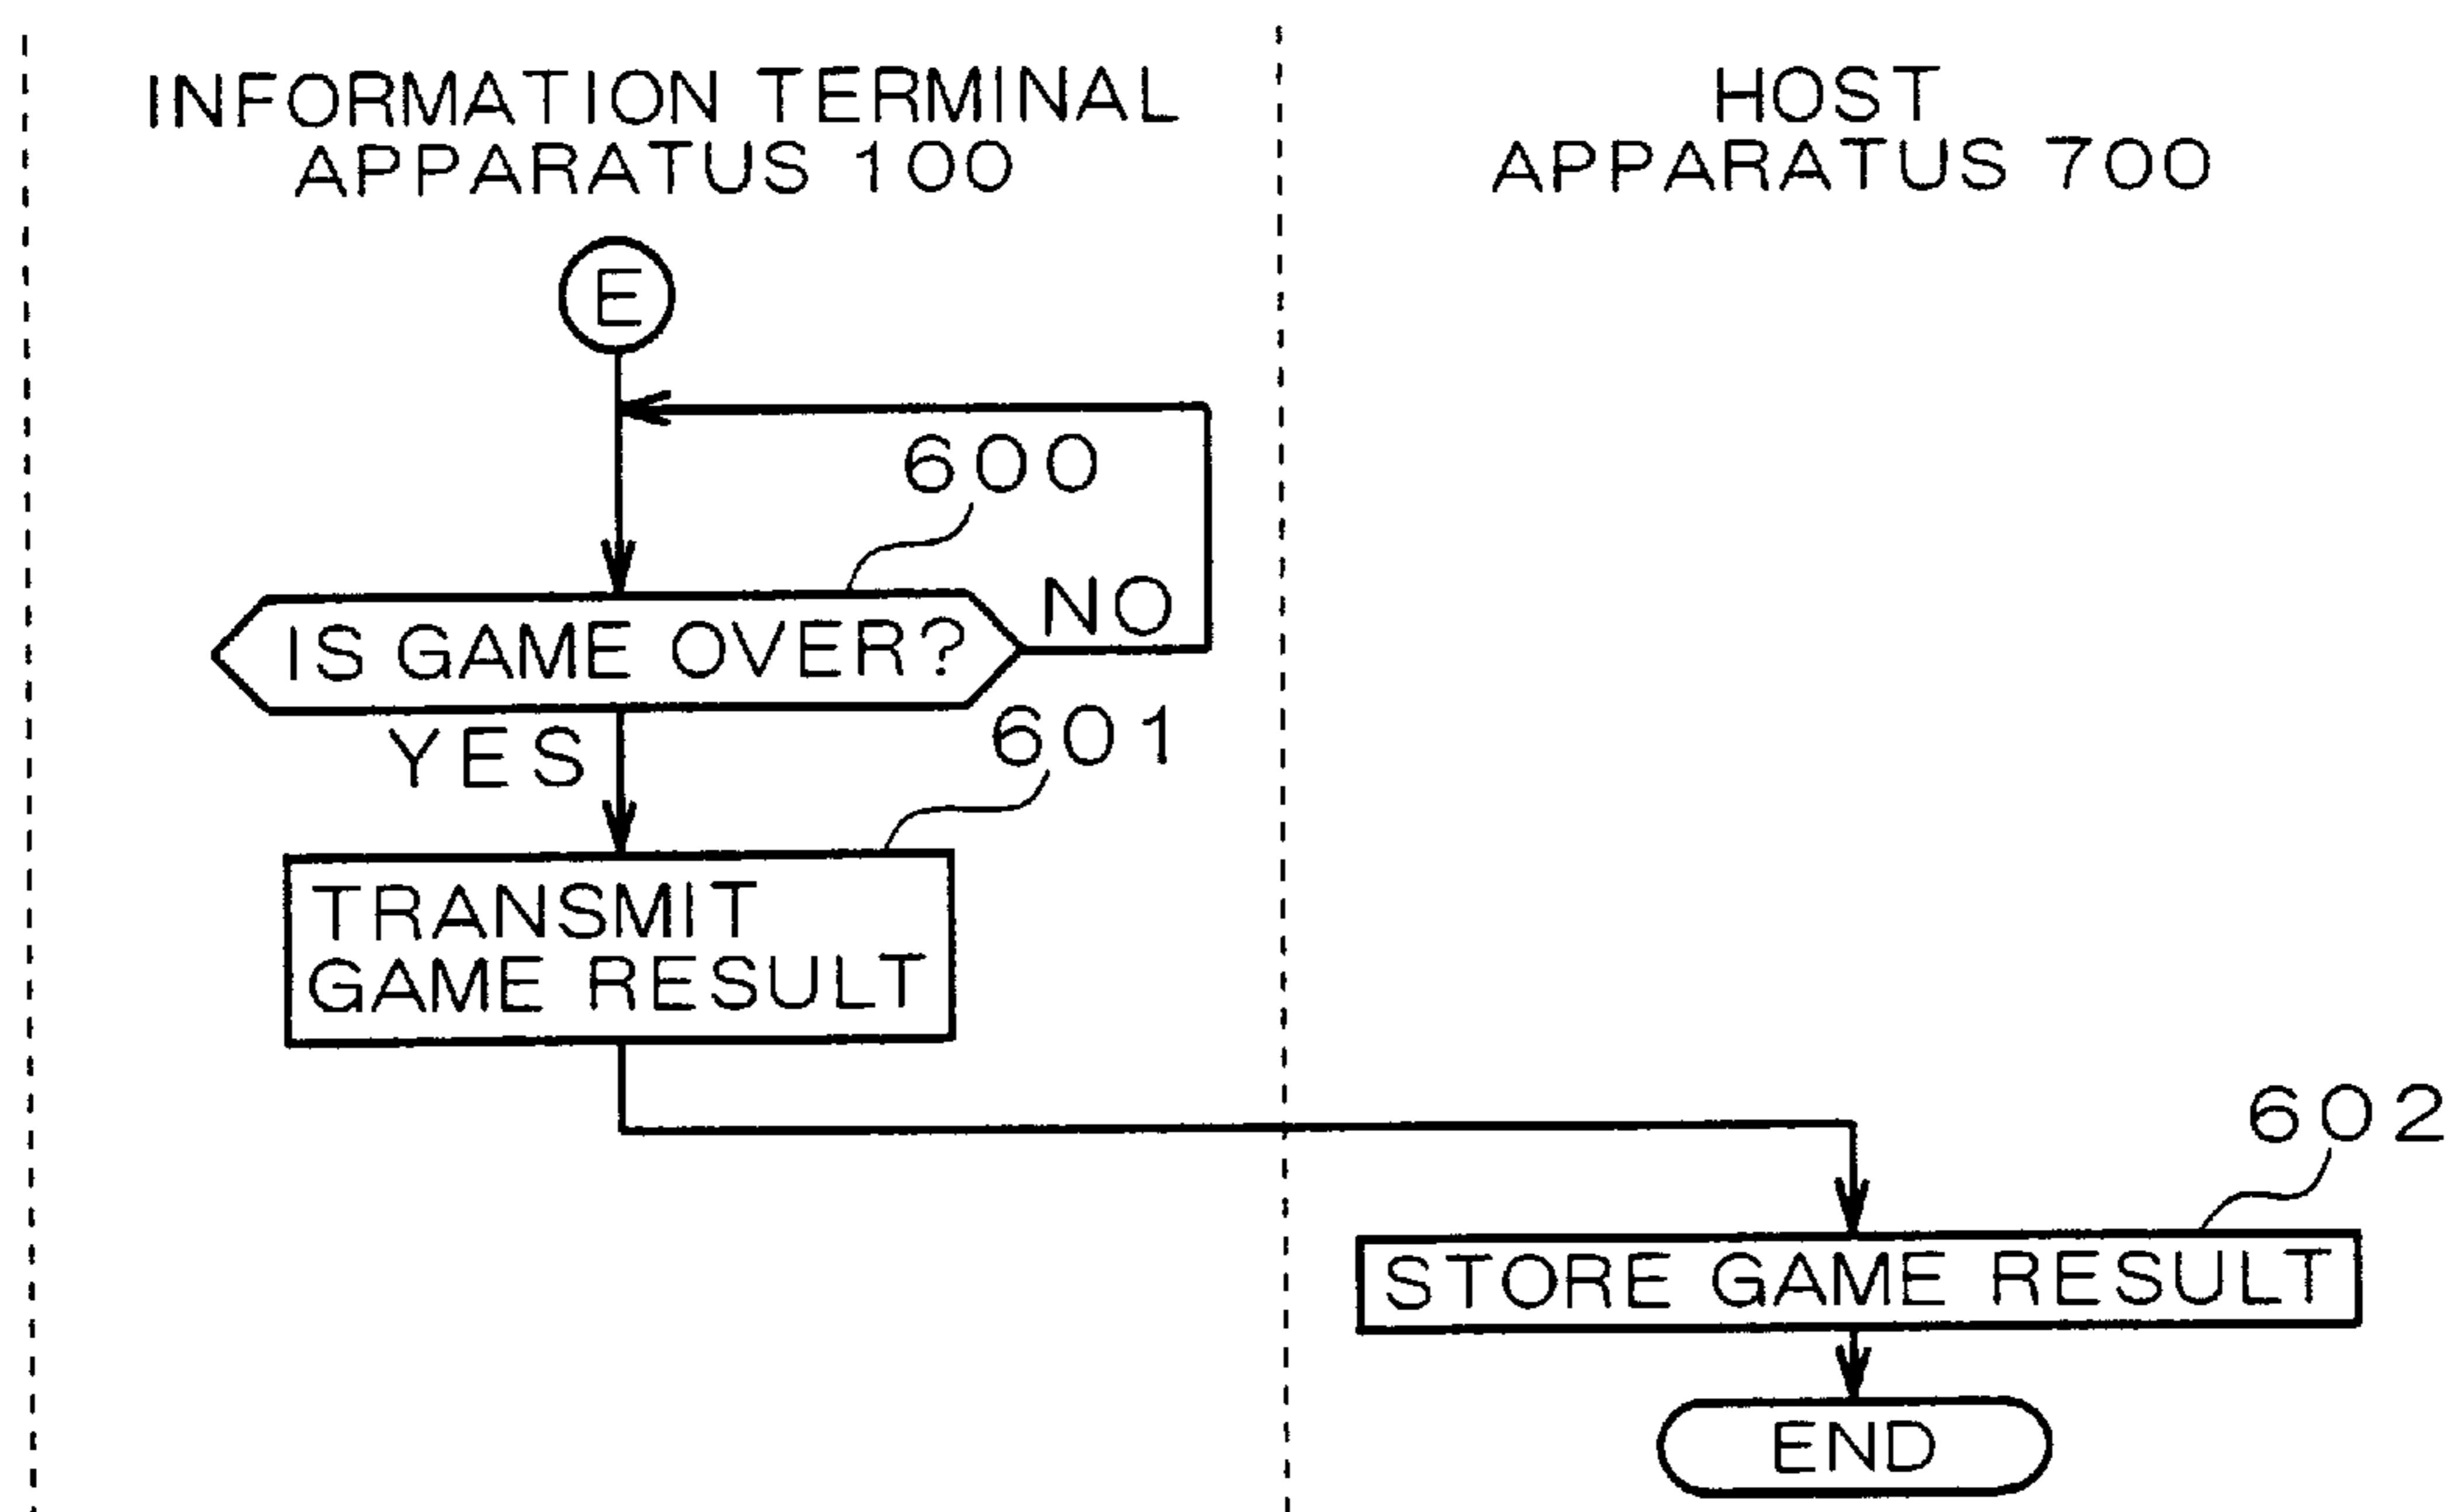 INFORMATION TERMINAL
APPARATUS 100
HOST
APPARATUS 700
E
600
IS GAME OVER?
NO
YES
601
TRANSMIT
GAME RESULT
602
STORE GAME RESULT
END